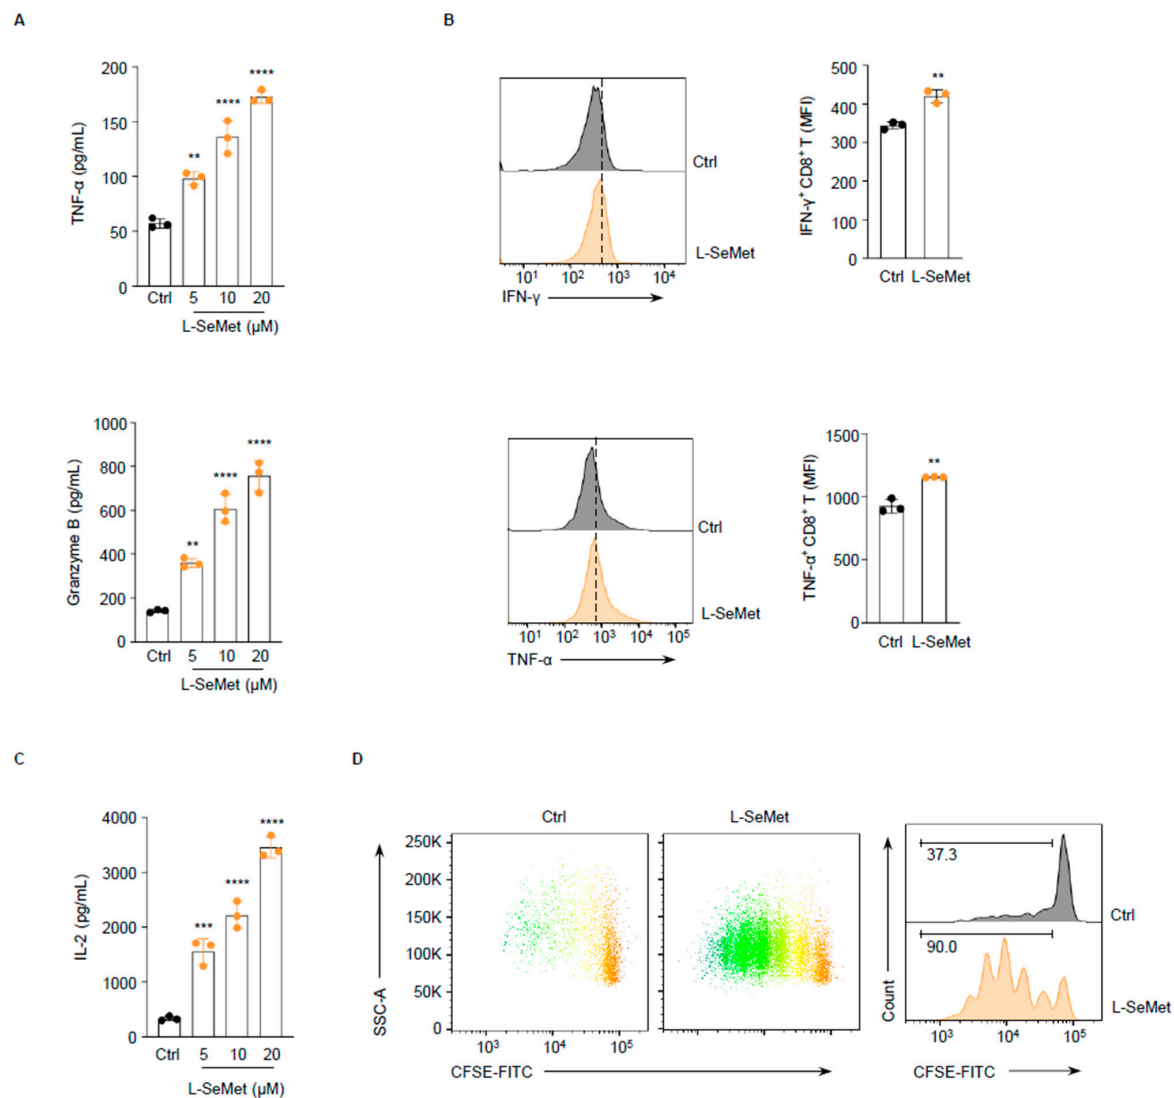 A
B
200
150
100
50
0
TNF-α (pg/mL)
**
****
****
Ctrl
5
10
20
L-SeMet (μM)
Ctrl
L-SeMet
10¹
10²
10³
10⁴
IFN-γ
500
400
300
200
100
0
IFN-γ⁺ CD8⁺ T (MFI)
**
Ctrl
L-SeMet
1000
800
600
400
200
0
Granzyme B (pg/mL)
**
****
****
Ctrl
5
10
20
L-SeMet (μM)
Ctrl
L-SeMet
10¹
10²
10³
10⁴
10⁵
TNF-α
1500
1000
500
0
TNF-α⁺ CD8⁺ T (MFI)
**
Ctrl
L-SeMet
C
D
4000
3000
2000
1000
0
IL-2 (pg/mL)
***
****
****
Ctrl
5
10
20
L-SeMet (μM)
Ctrl
L-SeMet
250K
200K
150K
100K
50K
0
SSC-A
10³
10⁴
10⁵
CFSE-FITC
37.3
Ctrl
90.0
L-SeMet
Count
10³
10⁴
10⁵
CFSE-FITC